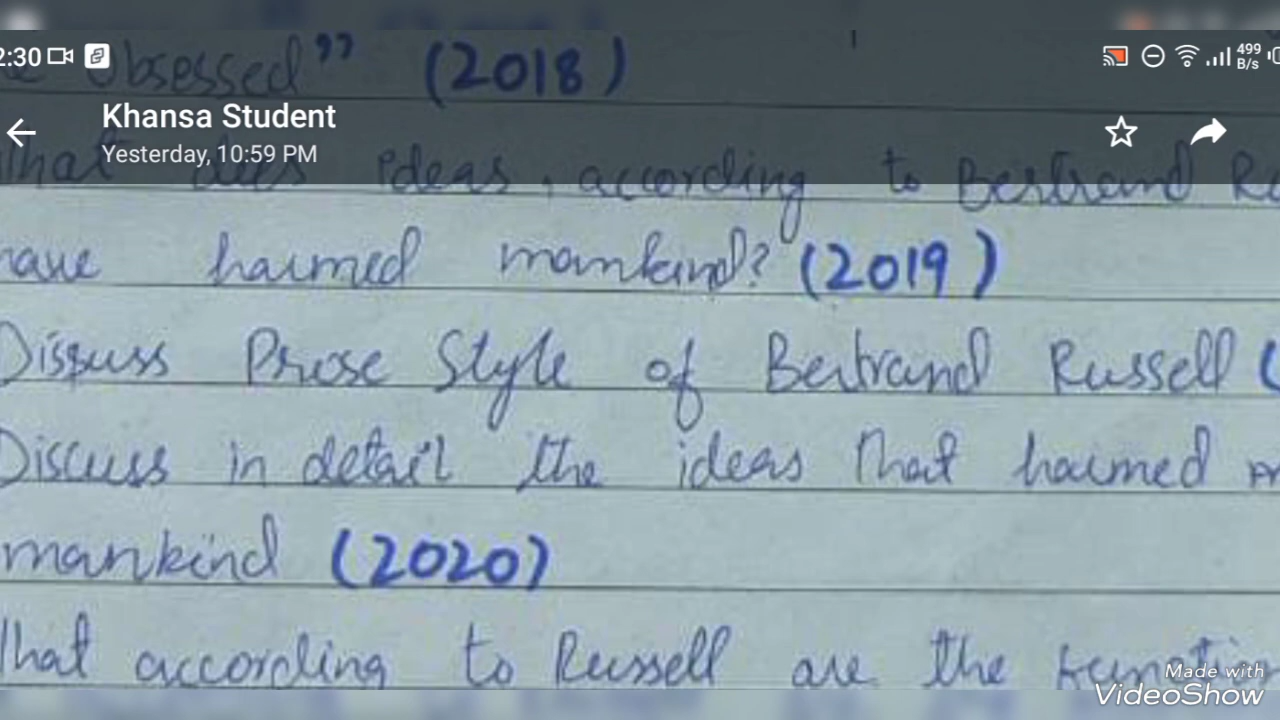 2:30
Obsessed" (2018)
499
B/s
Khansa Student
Yesterday, 10:59 PM
ideas, according to Bertrand
harmed mankind? (2019)
Discuss Prose Style of Bertrand Russell (
Discuss in detail the ideas that harmed
mankind (2020)
according to Russell are the
Made with
VideoShow